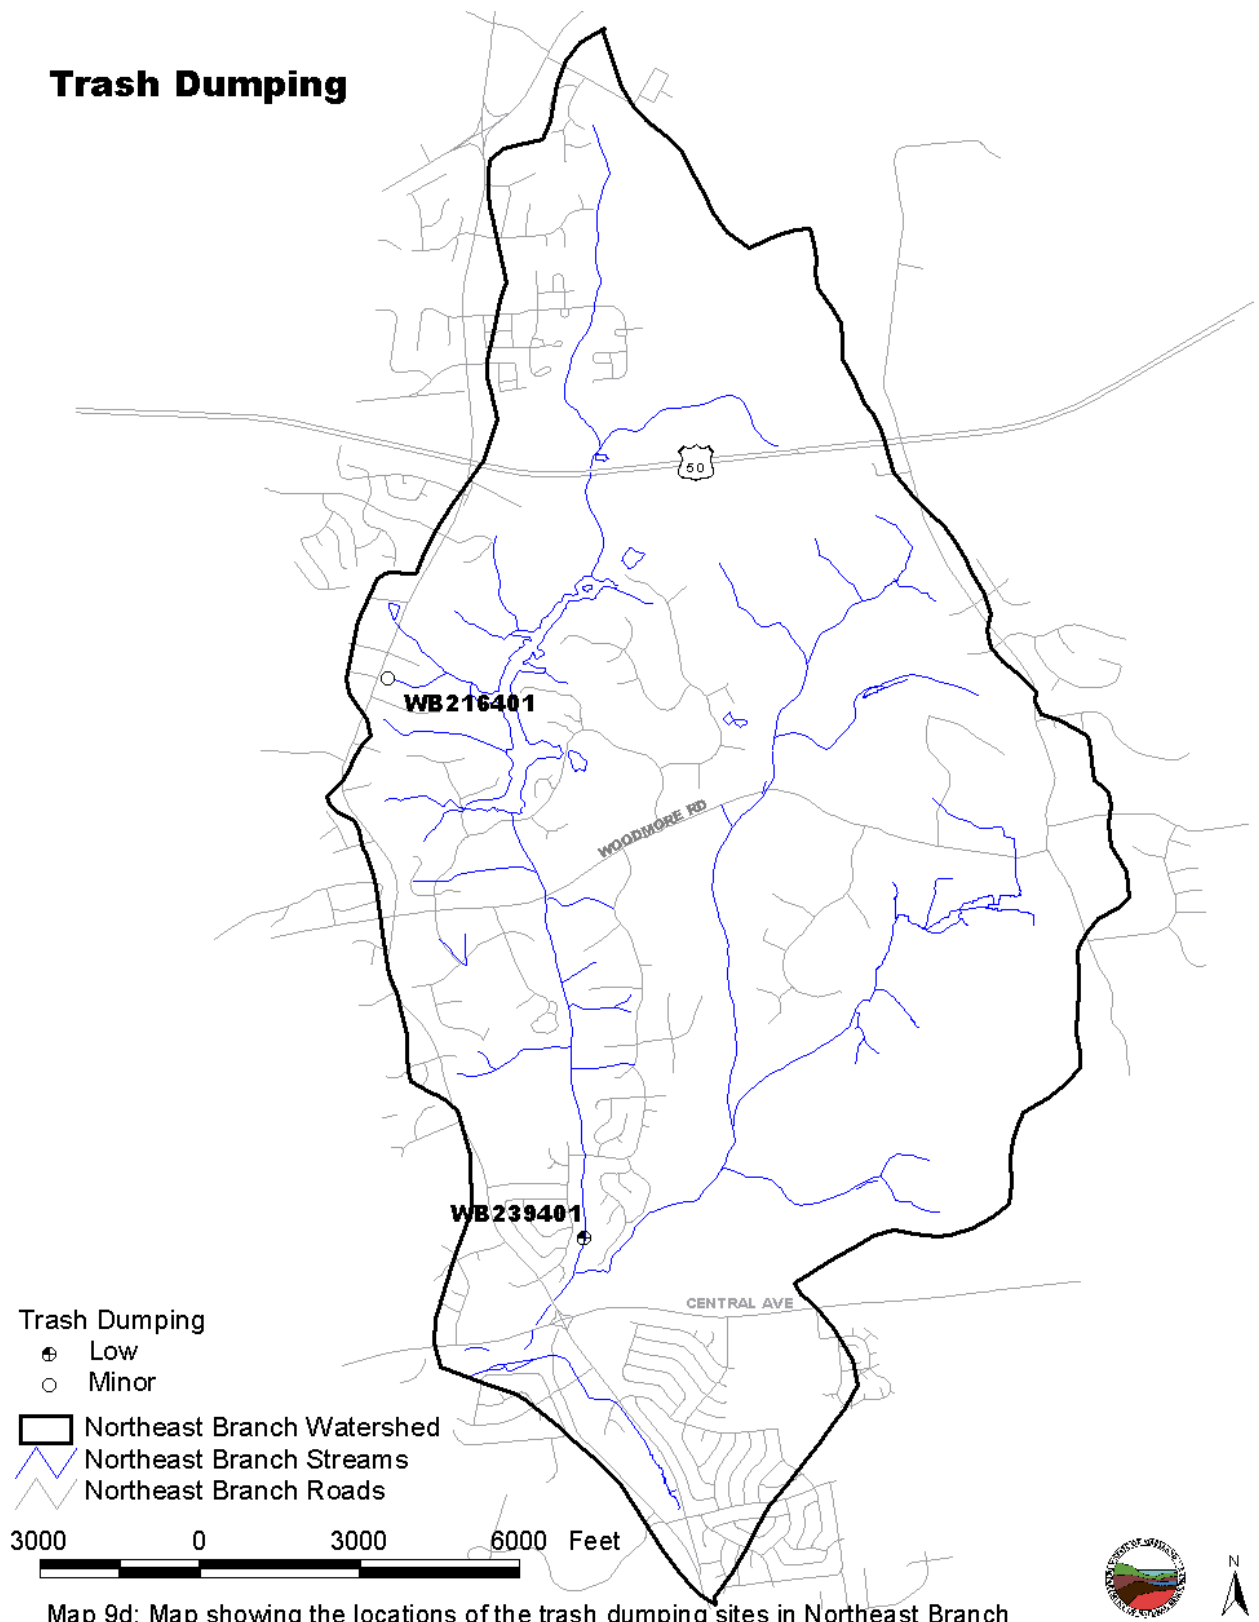 Trash Dumping
50
WB216401
WOODMORE RD
WB239401
CENTRAL AVE
Trash Dumping
Low
Minor
Northeast Branch Watershed
Northeast Branch Streams
Northeast Branch Roads
3000 0 3000 6000 Feet
N
Map 9d: Map showing the locations of the trash dumping sites in Northeast Branch